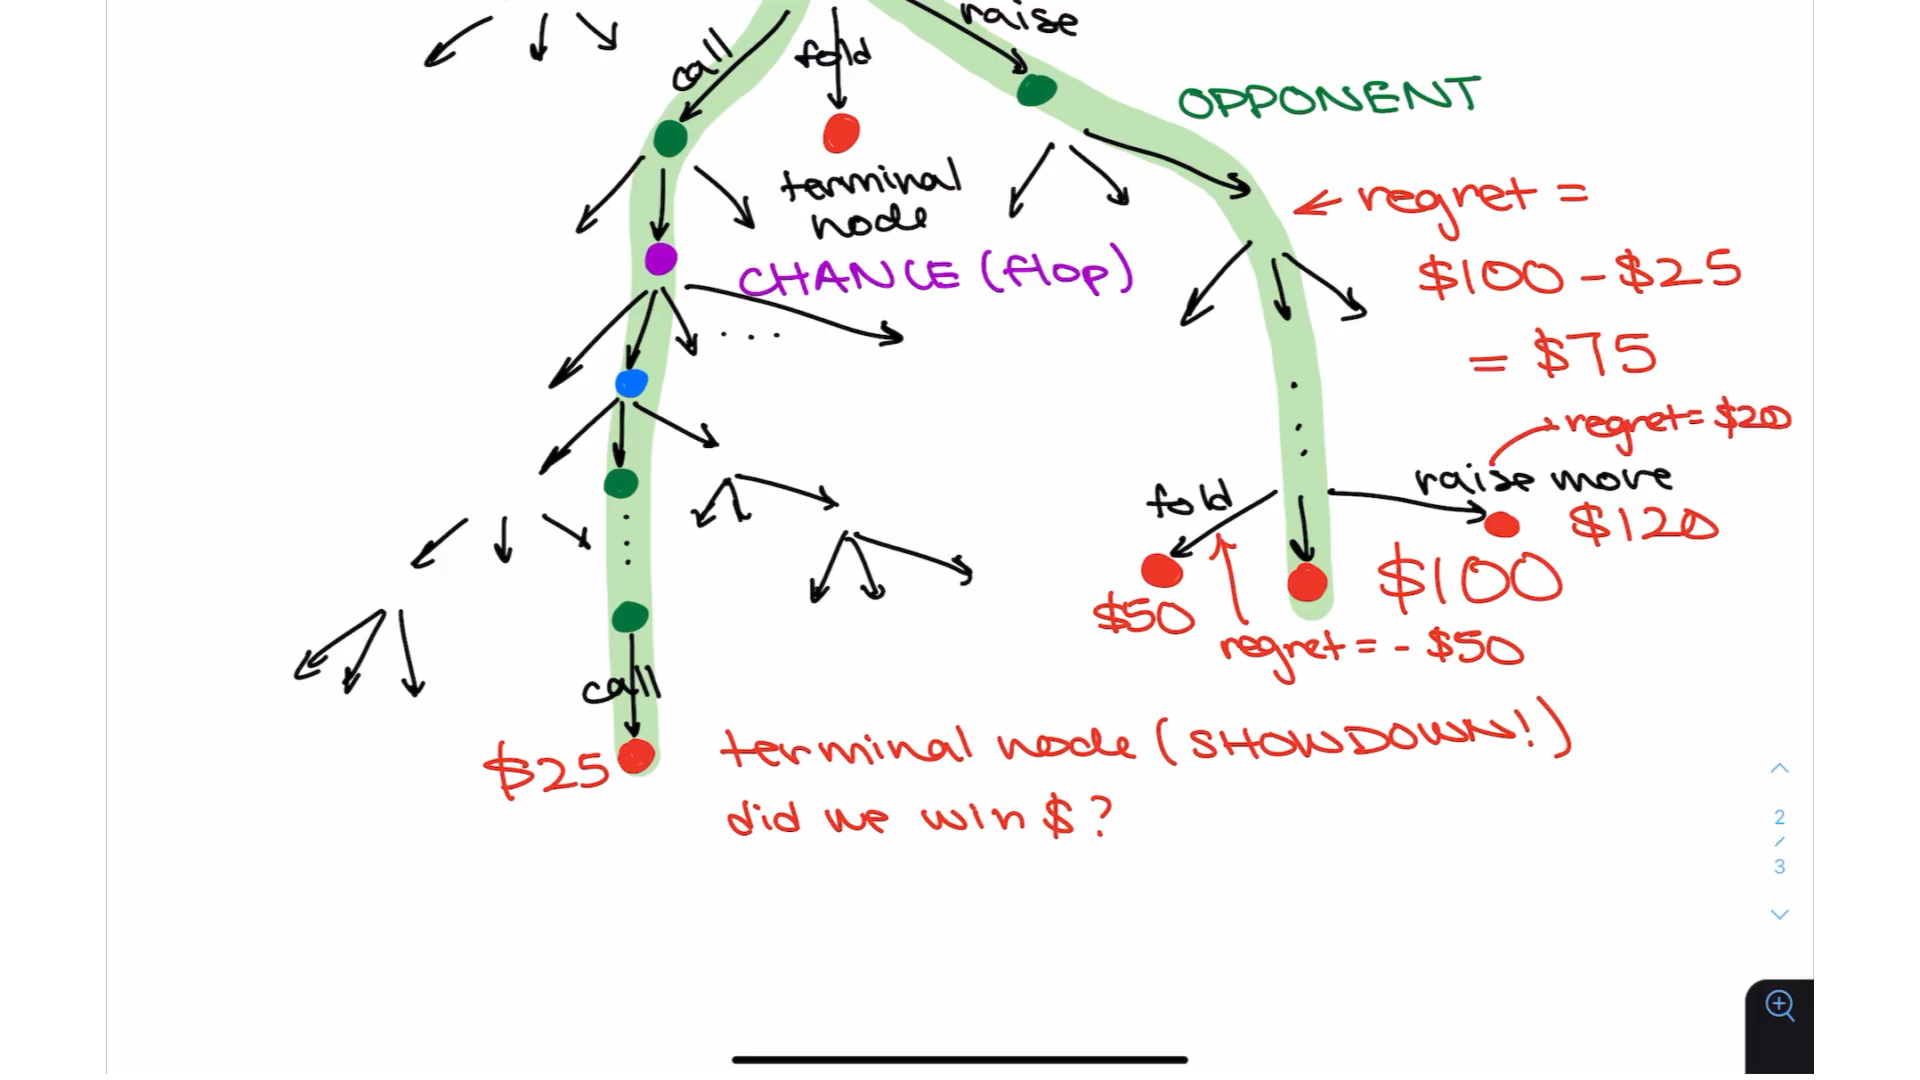 raise
call
fold
OPPONENT
terminal
node
← regret =
CHANCE (flop)
$100 - $25
. . .
= $75
regret = $20
raise more
fold
$120
$100
$50
regret = - $50
call
$25
terminal node (SHOWDOWN!)
did we win $?
2
/
3